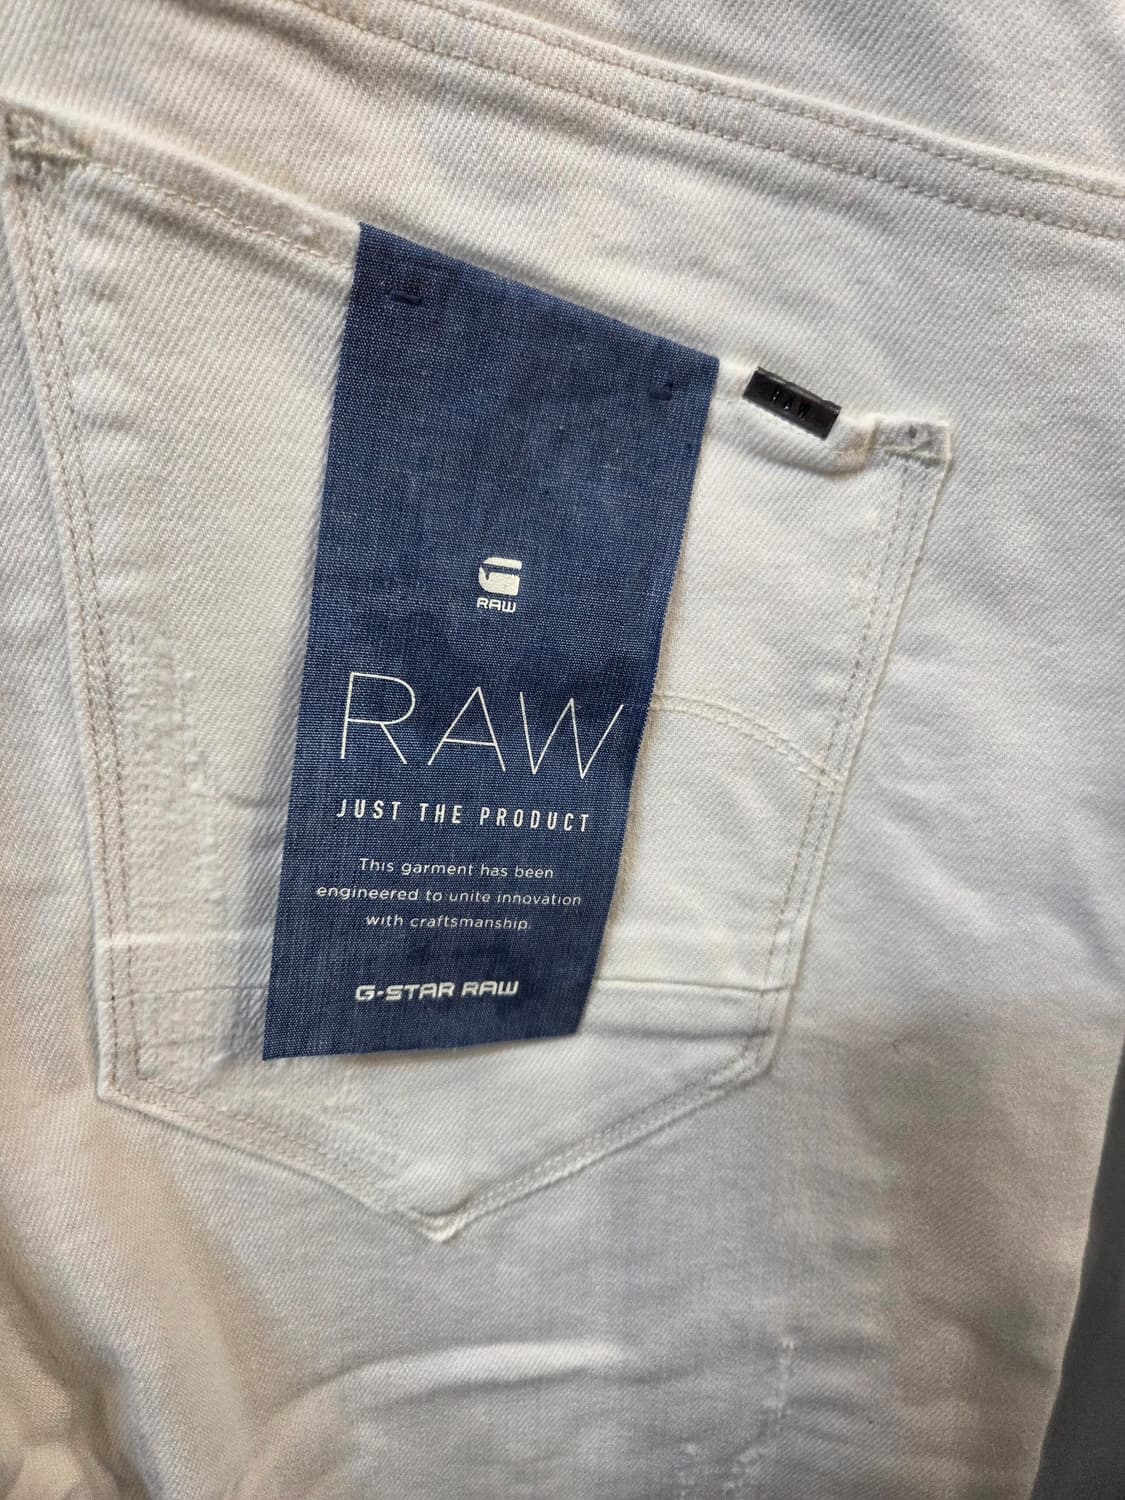 RAW
G
RAW
RAW
JUST THE PRODUCT
This garment has been
engineered to unite innovation
with craftsmanship.
G-STAR RAW